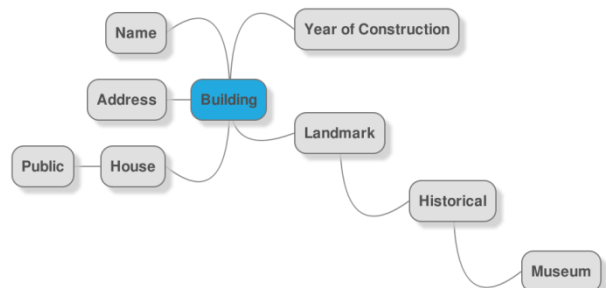 Name
Year of Construction
Address
Building
Landmark
Public
House
Historical
Museum